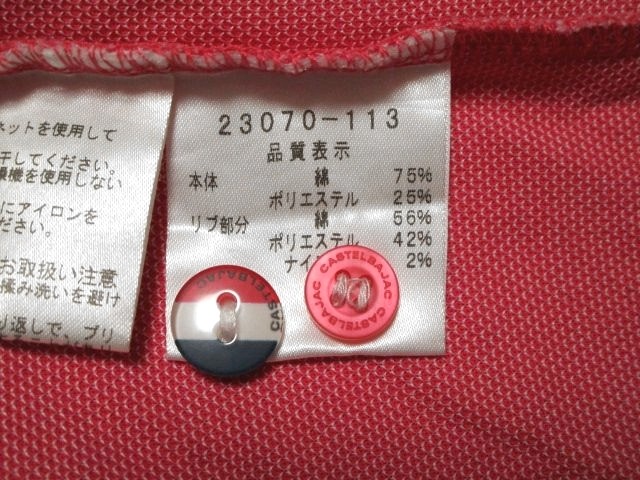 ネットを使用して
干してください。
燥機を使用しない
にアイロンを
ださい。
お取扱い注意
揉み洗いを避け
り返しで、プリ
23070-113
品質表示
本体 綿 75%
ポリエステル 25%
リブ部分 綿 56%
ポリエステル 42%
ナイ 2%
CASTELBAJAC
CASTELBAJAC CASTELBAJAC